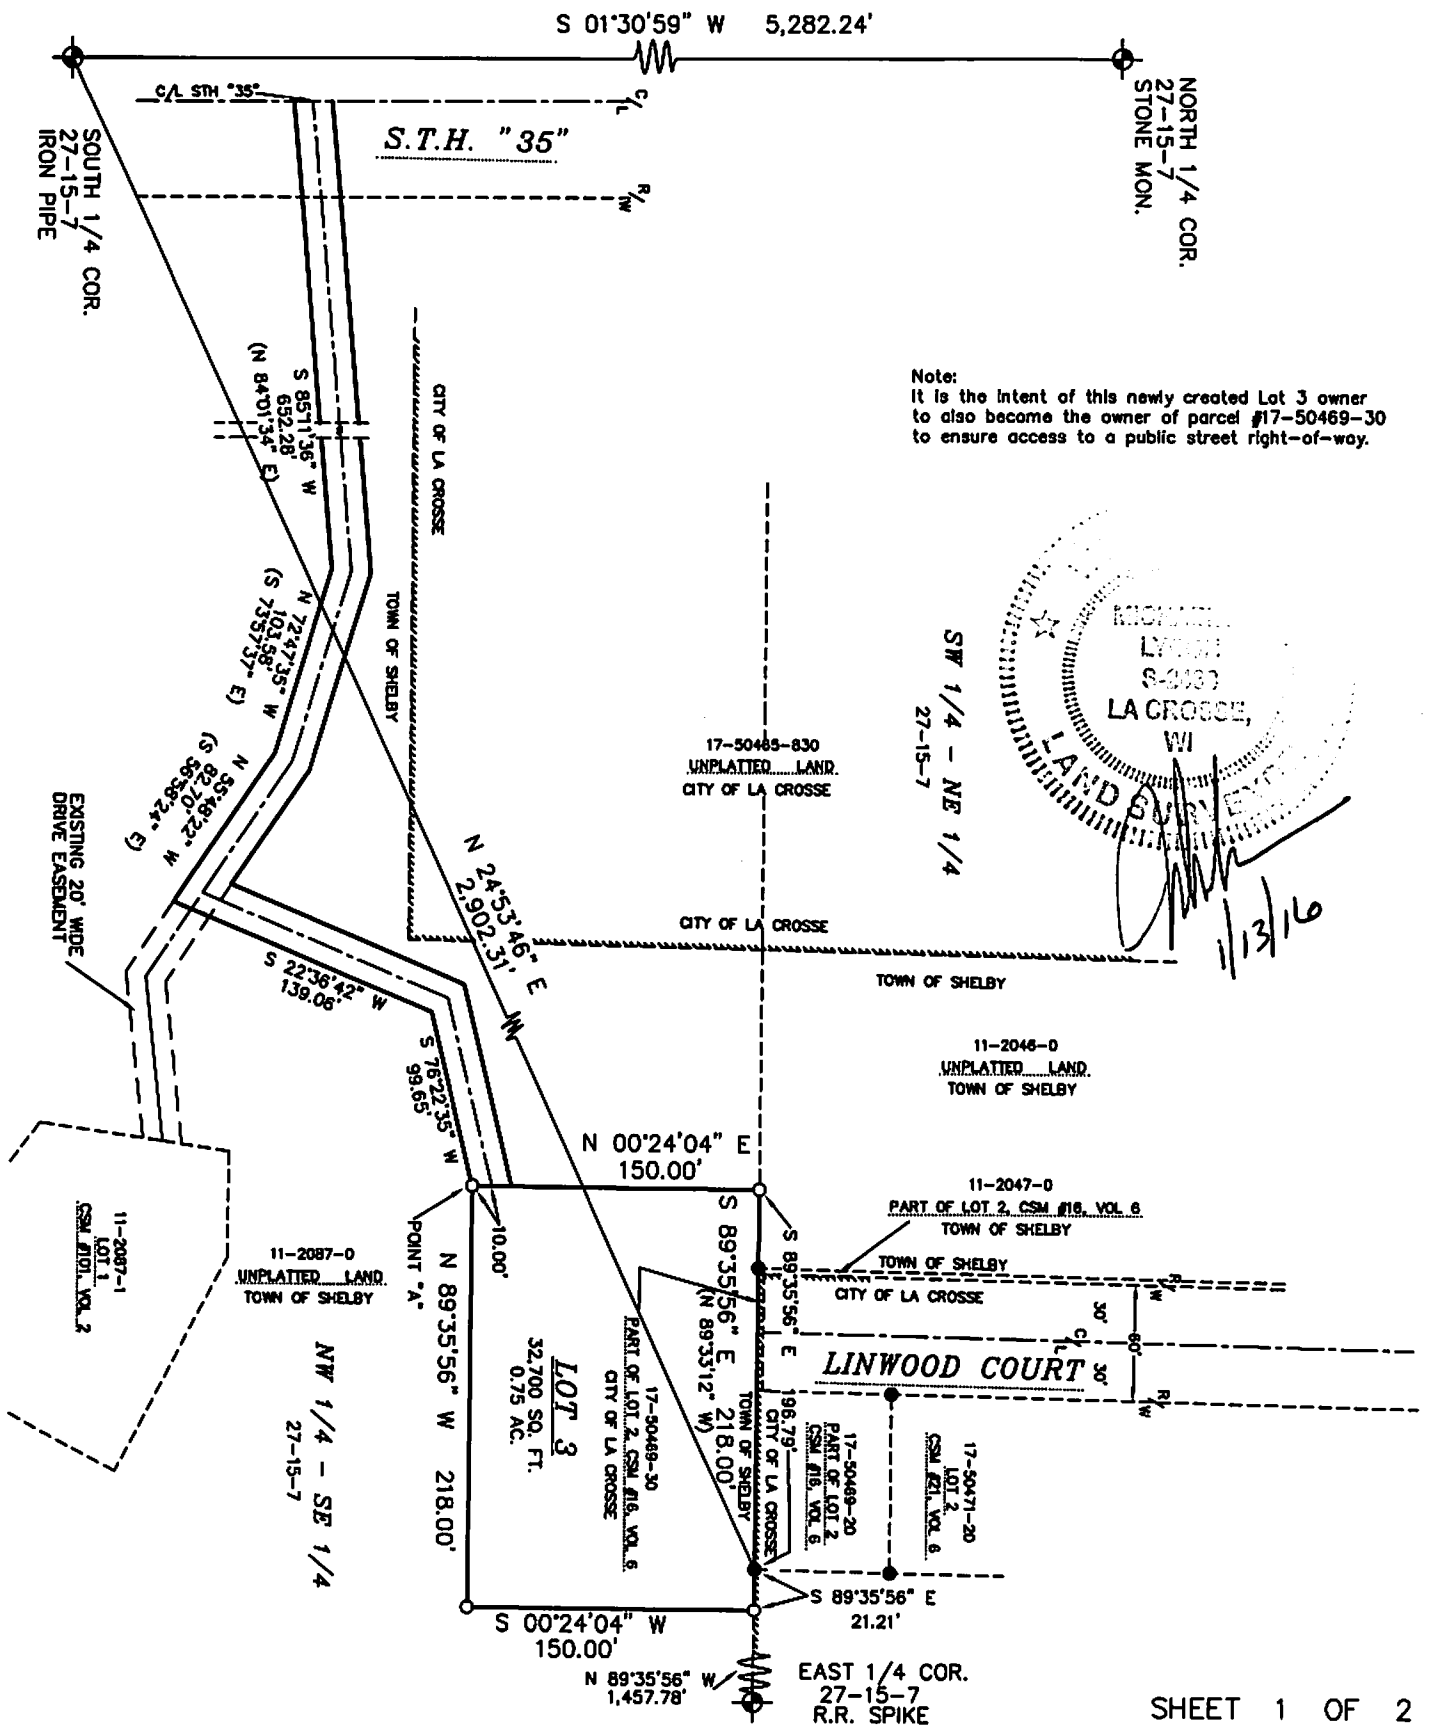 S 01°30'59" W 5,282.24'
NORTH 1/4 COR.
27-15-7
STONE MON.
C/L STH "35"
C/L
S.T.H. "35"
R/W
SOUTH 1/4 COR.
27-15-7
IRON PIPE
Note:
It is the intent of this newly created Lot 3 owner
to also become the owner of parcel #17-50469-30
to ensure access to a public street right-of-way.
S 85°11'36" W
652.28'
(N 84°01'34" E)
CITY OF LA CROSSE
TOWN OF SHELBY
N 72°47'35" W
103.58'
(S 73°57'37" E)
N 55°48'22" W
82.70'
(S 56°58'24" E)
EXISTING 20' WIDE
DRIVE EASEMENT
LYNCH
LA CROSSE,
WI
LAND
1/13/16
SW 1/4 - NE 1/4
27-15-7
17-50465-830
UNPLATTED LAND
CITY OF LA CROSSE
N 24°53'46" E
2,902.31'
CITY OF LA CROSSE
TOWN OF SHELBY
S 22°36'42" W
139.06'
S 76°22'35" W
99.65'
11-2046-0
UNPLATTED LAND
TOWN OF SHELBY
N 00°24'04" E
150.00'
11-2047-0
PART OF LOT 2, CSM #16, VOL 6
TOWN OF SHELBY
TOWN OF SHELBY
CITY OF LA CROSSE
10.00'
POINT "A"
11-2087-1
LOT 1
CSM #101, VOL 2
11-2087-0
UNPLATTED LAND
TOWN OF SHELBY
NW 1/4 - SE 1/4
27-15-7
N 89°35'56" W 218.00'
LOT 3
32,700 SQ. FT.
0.75 AC.
17-50469-30
PART OF LOT 2, CSM #16, VOL 6
CITY OF LA CROSSE
S 89°35'56" E 218.00'
(N 89°33'12" W)
S 89°35'56" E 196.79'
TOWN OF SHELBY
CITY OF LA CROSSE
R/W
30'
C/L
60'
30'
R/W
LINWOOD COURT
17-50469-20
PART OF LOT 2
CSM #16, VOL 6
17-50471-20
LOT 2
CSM #21, VOL 6
S 89°35'56" E
21.21'
S 00°24'04" W
150.00'
N 89°35'56" W
1,457.78'
EAST 1/4 COR.
27-15-7
R.R. SPIKE
SHEET 1 OF 2